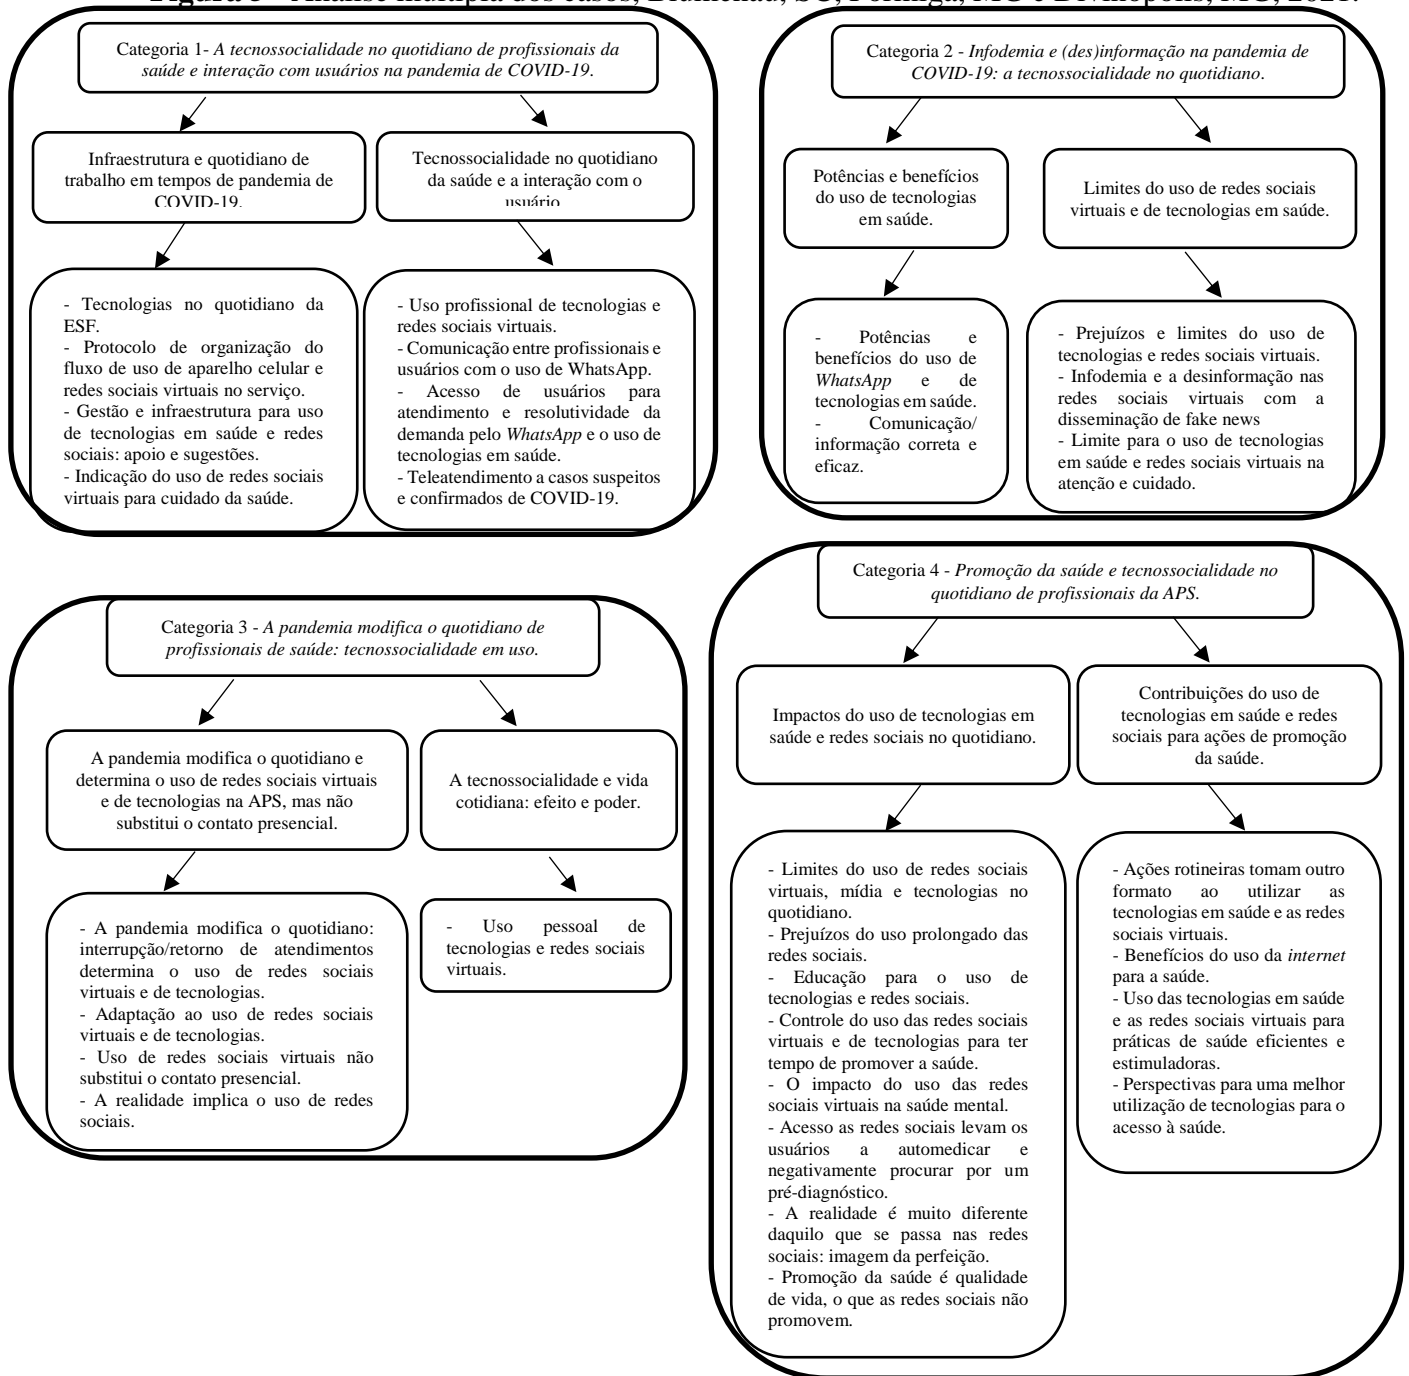 Figura - Análise múltipla dos casos, Blumenau, SC, Formiga, MG e Divinópolis, MG, 2021.
Categoria 1- A tecnossocialidade no quotidiano de profissionais da
saúde e interação com usuários na pandemia de COVID-19.
Infraestrutura e quotidiano de
trabalho em tempos de pandemia de
COVID-19.
Tecnossocialidade no quotidiano
da saúde e a interação com o
usuário
- Tecnologias no quotidiano da
ESF.
- Protocolo de organização do
fluxo de uso de aparelho celular e
redes sociais virtuais no serviço.
- Gestão e infraestrutura para uso
de tecnologias em saúde e redes
sociais: apoio e sugestões.
- Indicação do uso de redes sociais
virtuais para cuidado da saúde.
- Uso profissional de tecnologias e
redes sociais virtuais.
- Comunicação entre profissionais e
usuários com o uso de WhatsApp.
- Acesso de usuários para
atendimento e resolutividade da
demanda pelo WhatsApp e o uso de
tecnologias em saúde.
- Teleatendimento a casos suspeitos
e confirmados de COVID-19.
Categoria 2 - Infodemia e (des)informação na pandemia de
COVID-19: a tecnossocialidade no quotidiano.
Potências e benefícios
do uso de tecnologias
em saúde.
Limites do uso de redes sociais
virtuais e de tecnologias em saúde.
- Potências e
benefícios do uso de
WhatsApp e de
tecnologias em saúde.
- Comunicação/
informação correta e
eficaz.
- Prejuízos e limites do uso de
tecnologias e redes sociais virtuais.
- Infodemia e a desinformação nas
redes sociais virtuais com a
disseminação de fake news
- Limite para o uso de tecnologias
em saúde e redes sociais virtuais na
atenção e cuidado.
Categoria 3 - A pandemia modifica o quotidiano de
profissionais de saúde: tecnossocialidade em uso.
A pandemia modifica o quotidiano e
determina o uso de redes sociais virtuais
e de tecnologias na APS, mas não
substitui o contato presencial.
A tecnossocialidade e vida
cotidiana: efeito e poder.
- A pandemia modifica o quotidiano:
interrupção/retorno de atendimentos
determina o uso de redes sociais
virtuais e de tecnologias.
- Adaptação ao uso de redes sociais
virtuais e de tecnologias.
- Uso de redes sociais virtuais não
substitui o contato presencial.
- A realidade implica o uso de redes
sociais.
- Uso pessoal de
tecnologias e redes sociais
virtuais.
Categoria 4 - Promoção da saúde e tecnossocialidade no
quotidiano de profissionais da APS.
Impactos do uso de tecnologias em
saúde e redes sociais no quotidiano.
Contribuições do uso de
tecnologias em saúde e redes
sociais para ações de promoção
da saúde.
- Limites do uso de redes sociais
virtuais, mídia e tecnologias no
quotidiano.
- Prejuízos do uso prolongado das
redes sociais.
- Educação para o uso de
tecnologias e redes sociais.
- Controle do uso das redes sociais
virtuais e de tecnologias para ter
tempo de promover a saúde.
- O impacto do uso das redes
sociais virtuais na saúde mental.
- Acesso as redes sociais levam os
usuários a automedicar e
negativamente procurar por um
pré-diagnóstico.
- A realidade é muito diferente
daquilo que se passa nas redes
sociais: imagem da perfeição.
- Promoção da saúde é qualidade
de vida, o que as redes sociais não
promovem.
- Ações rotineiras tomam outro
formato ao utilizar as
tecnologias em saúde e as redes
sociais virtuais.
- Benefícios do uso da internet
para a saúde.
- Uso das tecnologias em saúde
e as redes sociais virtuais para
práticas de saúde eficientes e
estimuladoras.
- Perspectivas para uma melhor
utilização de tecnologias para o
acesso à saúde.